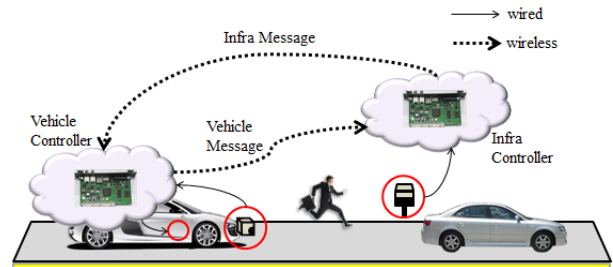 wired
wireless
Infra Message
Vehicle
Controller
Vehicle
Message
Infra
Controller